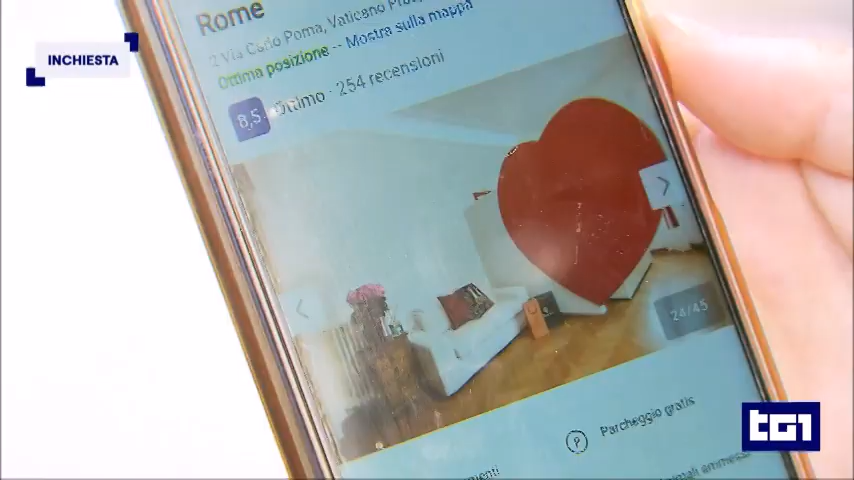 INCHIESTA
Rome
2 Via Carlo Poma, Vaticano
Ottima posizione -- Mostra sulla mappa
8,5 Ottimo · 254 recensioni
24/45
P Parcheggio gratis
tg1